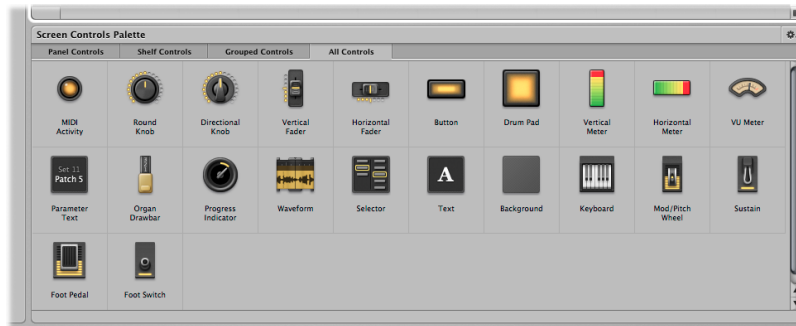 Screen Controls Palette
Panel Controls Shelf Controls Grouped Controls All Controls
MIDI Activity
Round Knob
Directional Knob
Vertical Fader
Horizontal Fader
Button
Drum Pad
Vertical Meter
Horizontal Meter
VU Meter
Set 11
Patch 5
A
Parameter Text
Organ Drawbar
Progress Indicator
Waveform
Selector
Text
Background
Keyboard
Mod/Pitch Wheel
Sustain
Foot Pedal
Foot Switch